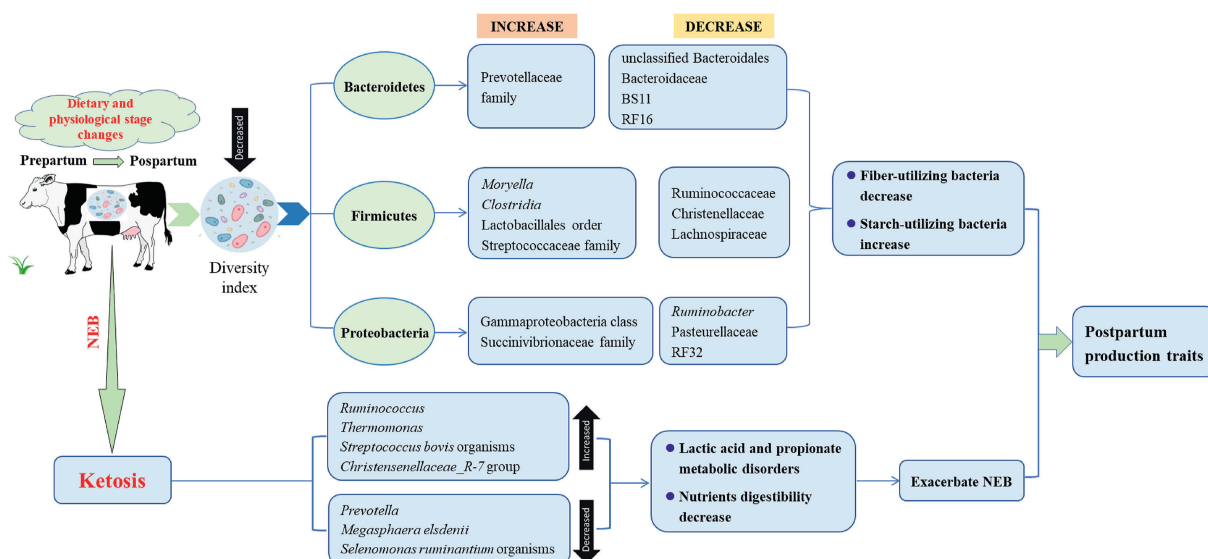 INCREASE
DECREASE
Dietary and
physiological stage
changes
Prepartum
Pospartum
Decreased
Diversity
index
Bacteroidetes
Prevotellaceae
family
unclassified Bacteroidales
Bacteroidaceae
BS11
RF16
Firmicutes
Moryella
Clostridia
Lactobacillales order
Streptococcaceae family
Ruminococcaceae
Christenellaceae
Lachnospiraceae
Proteobacteria
Gammaproteobacteria class
Succinivibrionaceae family
Ruminobacter
Pasteurellaceae
RF32
• Fiber-utilizing bacteria
decrease
• Starch-utilizing bacteria
increase
Postpartum
production traits
NEB
Ketosis
Ruminococcus
Thermomonas
Streptococcus bovis organisms
Christensenellaceae_R-7 group
Increased
Prevotella
Megasphaera elsdenii
Selenomonas ruminantium organisms
Decreased
• Lactic acid and propionate
metabolic disorders
• Nutrients digestibility
decrease
Exacerbate NEB